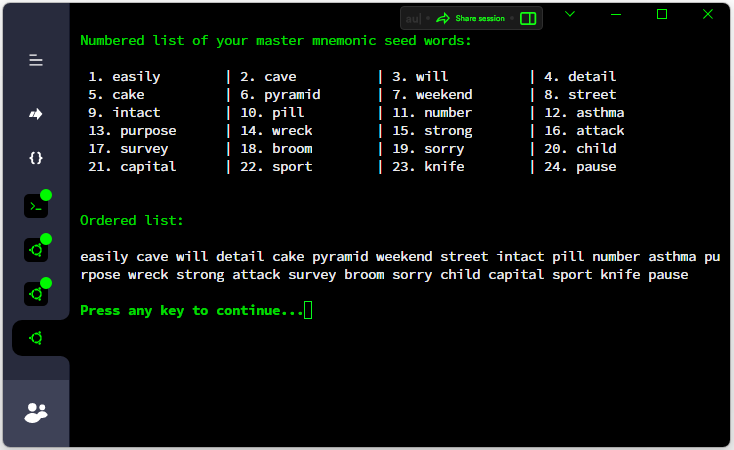 Share session
Numbered list of your master mnemonic seed words:
1. easily | 2. cave | 3. will | 4. detail
5. cake | 6. pyramid | 7. weekend | 8. street
9. intact | 10. pill | 11. number | 12. asthma
13. purpose | 14. wreck | 15. strong | 16. attack
17. survey | 18. broom | 19. sorry | 20. child
21. capital | 22. sport | 23. knife | 24. pause
Ordered list:
easily cave will detail cake pyramid weekend street intact pill number asthma pu
rpose wreck strong attack survey broom sorry child capital sport knife pause
Press any key to continue...